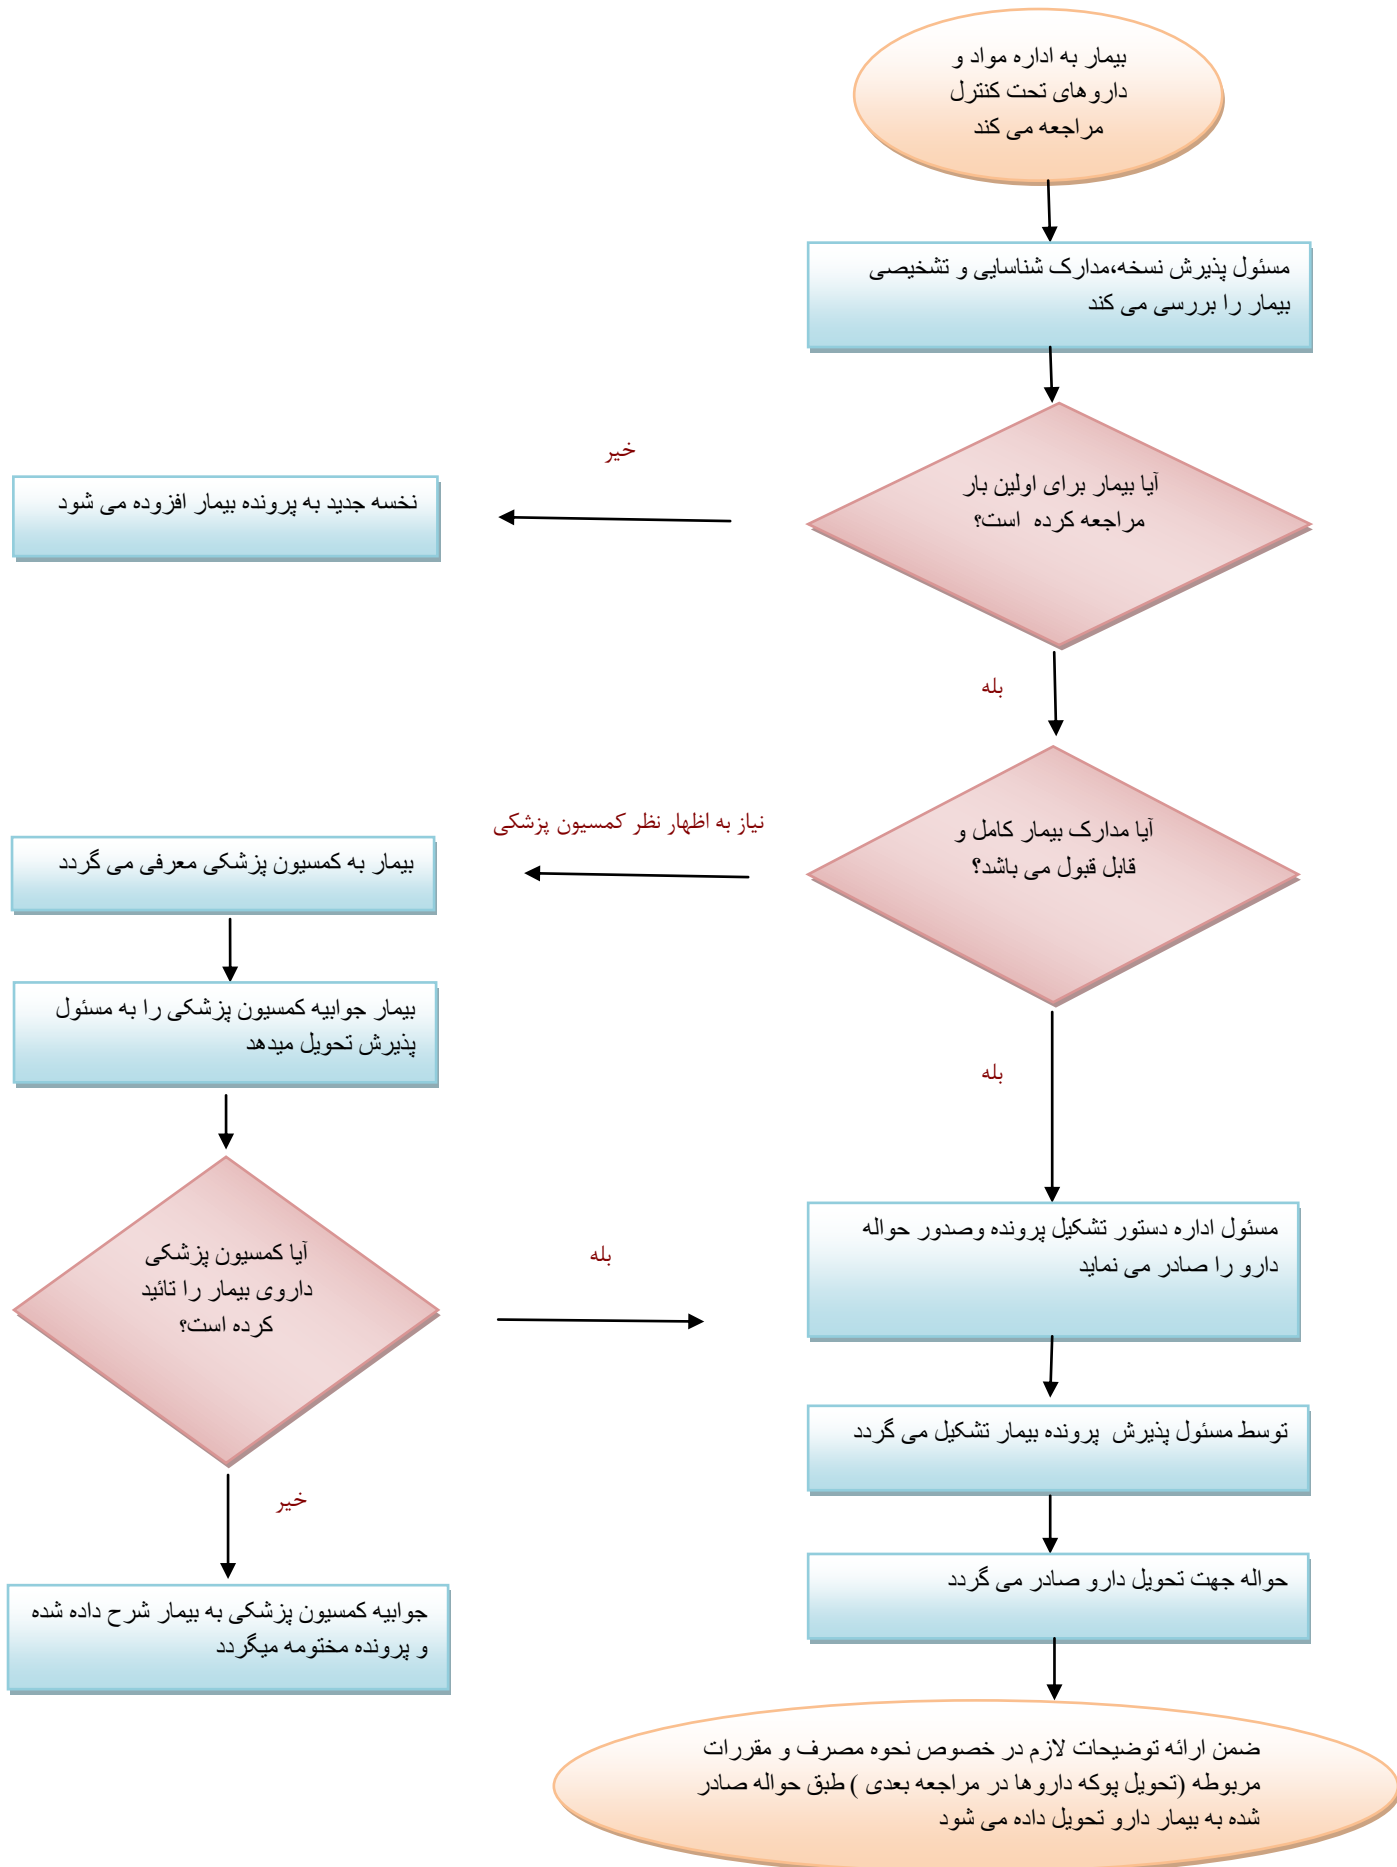 بیمار به اداره مواد و
داروهای تحت کنترل
مراجعه می کند
مسئول پذیرش نسخه،مدارک شناسایی و تشخیصی
بیمار را بررسی می کند
خیر
آیا بیمار برای اولین بار
مراجعه کرده است؟
نخسه جدید به پرونده بیمار افزوده می شود
بله
نیاز به اظهار نظر کمسیون پزشکی
آیا مدارک بیمار کامل و
قابل قبول می باشد؟
بیمار به کمسیون پزشکی معرفی می گردد
بیمار جوابیه کمسیون پزشکی را به مسئول
پذیرش تحویل میدهد
بله
آیا کمسیون پزشکی
داروی بیمار را تائید
کرده است؟
بله
مسئول اداره دستور تشکیل پرونده وصدور حواله
دارو را صادر می نماید
توسط مسئول پذیرش پرونده بیمار تشکیل می گردد
خیر
حواله جهت تحویل دارو صادر می گردد
جوابیه کمسیون پزشکی به بیمار شرح داده شده
و پرونده مختومه میگردد
ضمن ارائه توضیحات لازم در خصوص نحوه مصرف و مقررات
مربوطه (تحویل پوکه داروها در مراجعه بعدی ) طبق حواله صادر
شده به بیمار دارو تحویل داده می شود